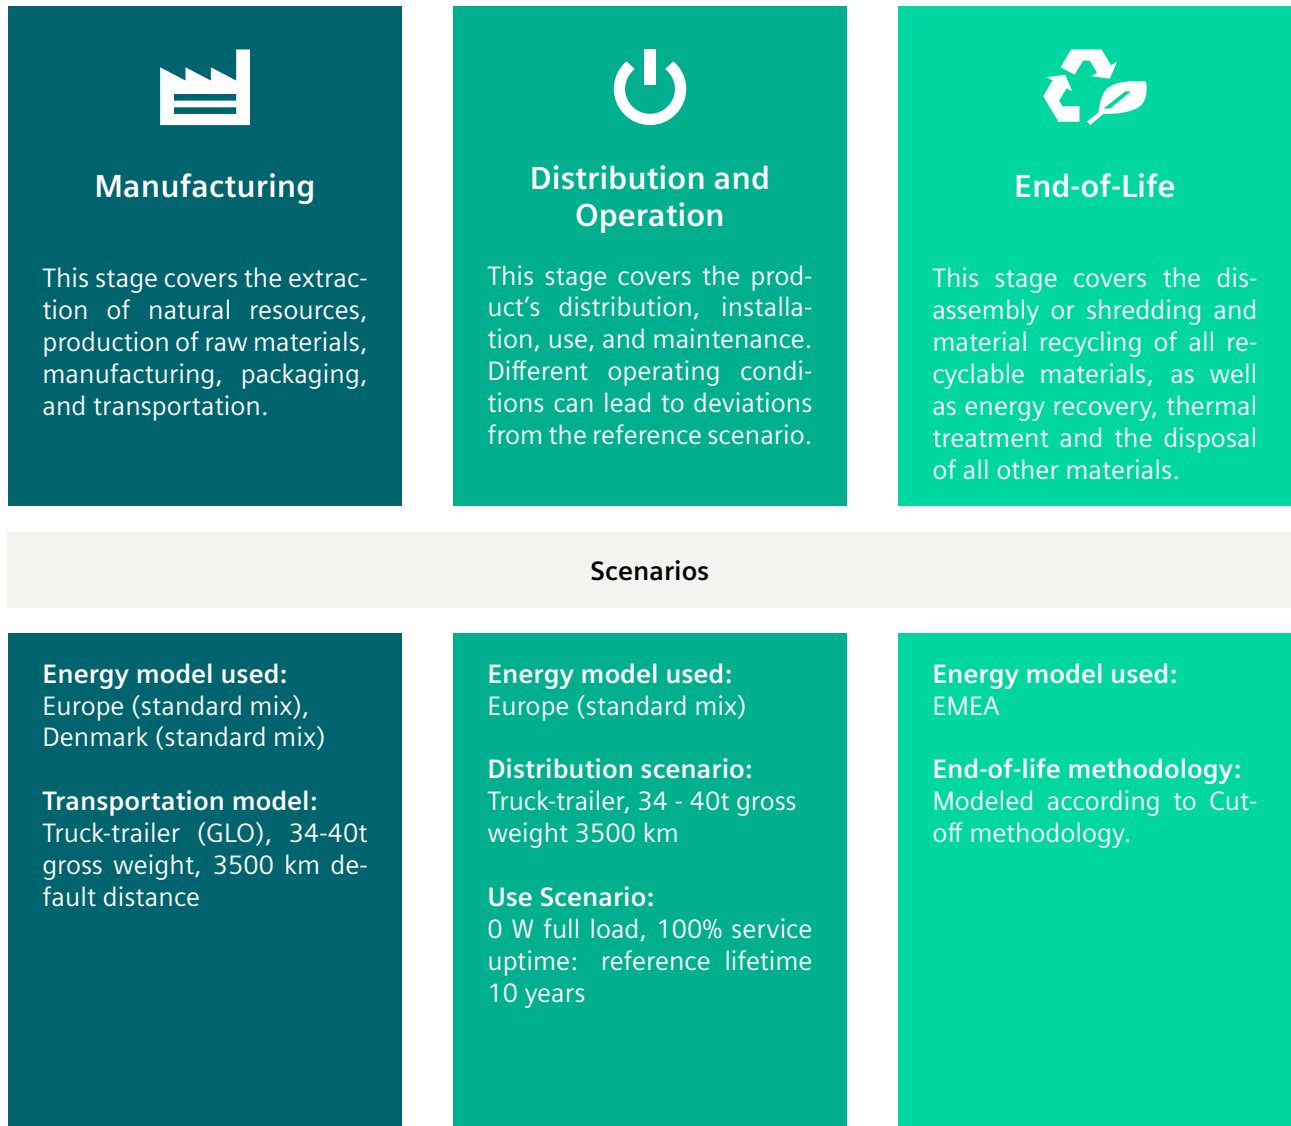 Manufacturing
This stage covers the extrac-
tion of natural resources,
production of raw materials,
manufacturing, packaging,
and transportation.
Distribution and
Operation
This stage covers the prod-
uct's distribution, installa-
tion, use, and maintenance.
Different operating condi-
tions can lead to deviations
from the reference scenario.
End-of-Life
This stage covers the dis-
assembly or shredding and
material recycling of all re-
cyclable materials, as well
as energy recovery, thermal
treatment and the disposal
of all other materials.
Scenarios
Energy model used:
Europe (standard mix),
Denmark (standard mix)
Transportation model:
Truck-trailer (GLO), 34-40t
gross weight, 3500 km de-
fault distance
Energy model used:
Europe (standard mix)
Distribution scenario:
Truck-trailer, 34 - 40t gross
weight 3500 km
Use Scenario:
0 W full load, 100% service
uptime: reference lifetime
10 years
Energy model used:
EMEA
End-of-life methodology:
Modeled according to Cut-
off methodology.